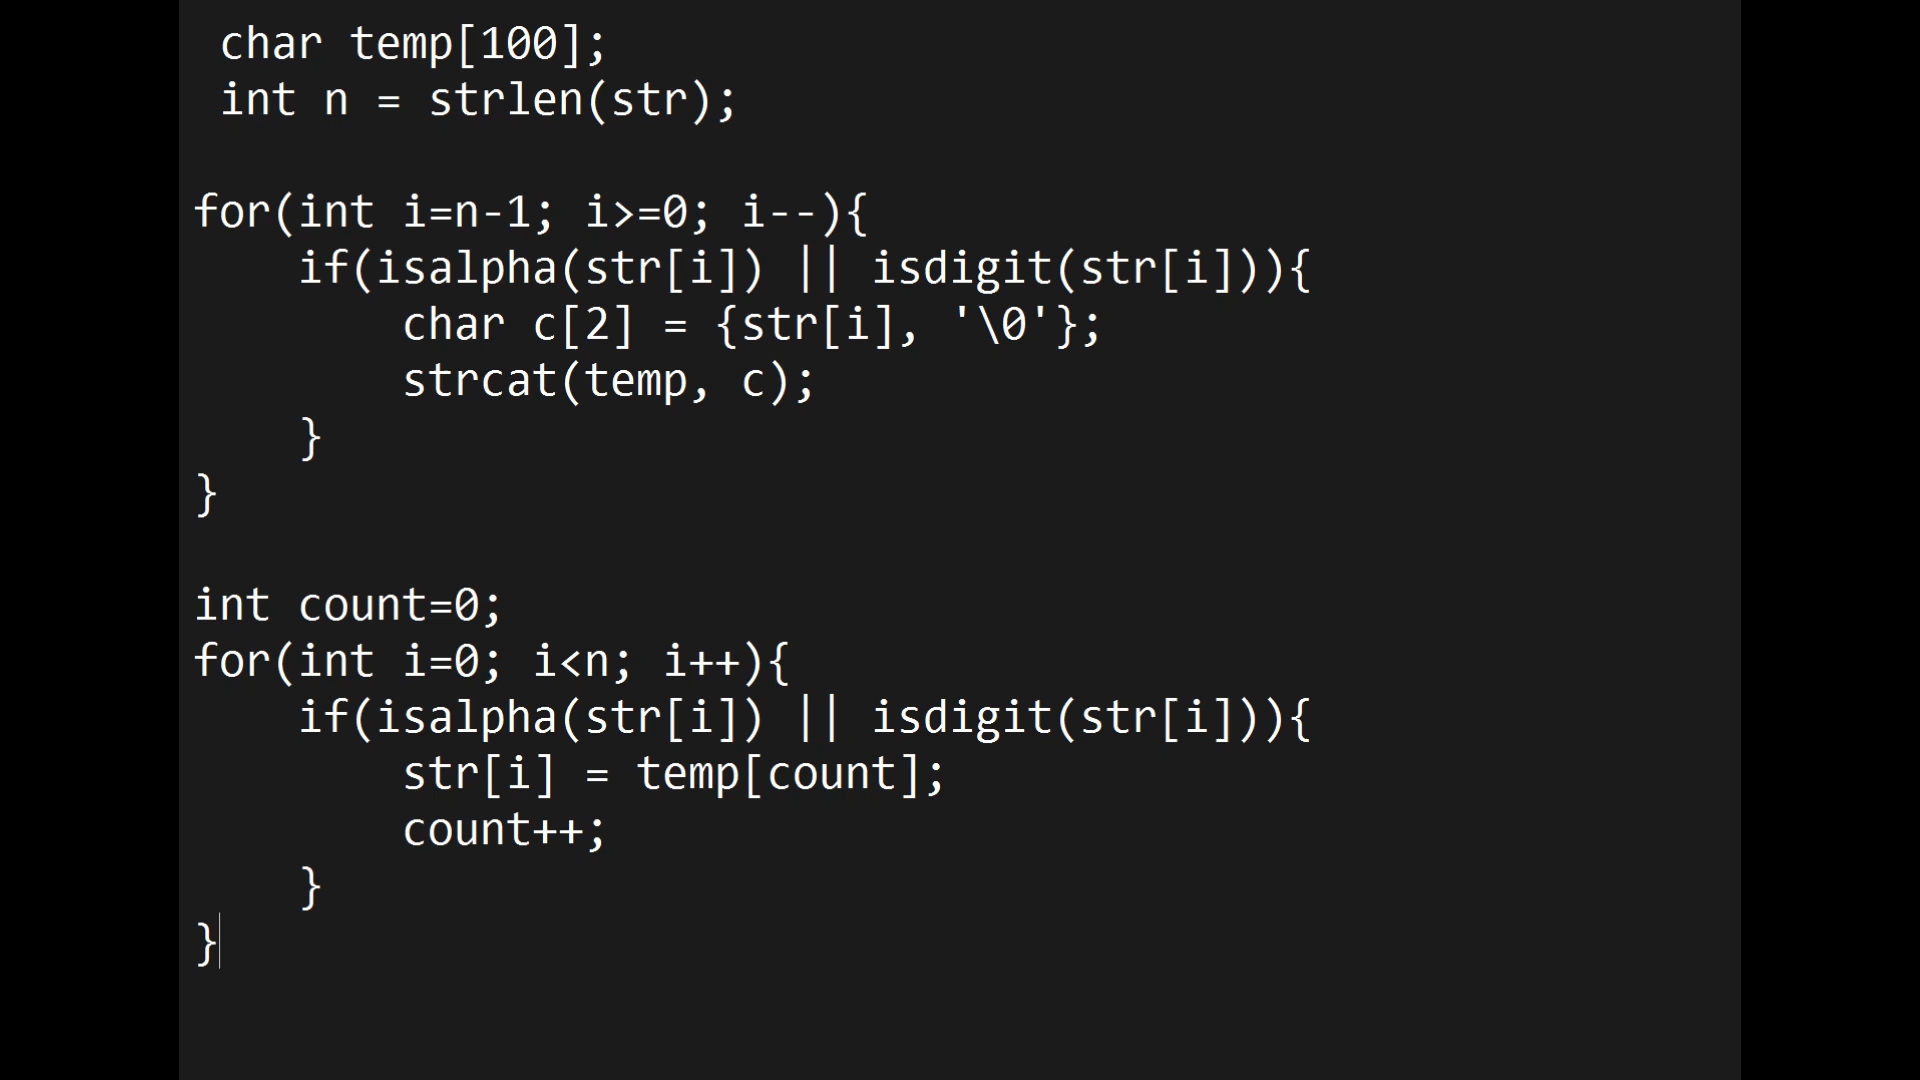 char temp[100];
int n = strlen(str);
for(int i=n-1; i>=0; i--){
if(isalpha(str[i]) || isdigit(str[i])){
char c[2] = {str[i], '\0'};
strcat(temp, c);
}
}
int count=0;
for(int i=0; i<n; i++){
if(isalpha(str[i]) || isdigit(str[i])){
str[i] = temp[count];
count++;
}
}